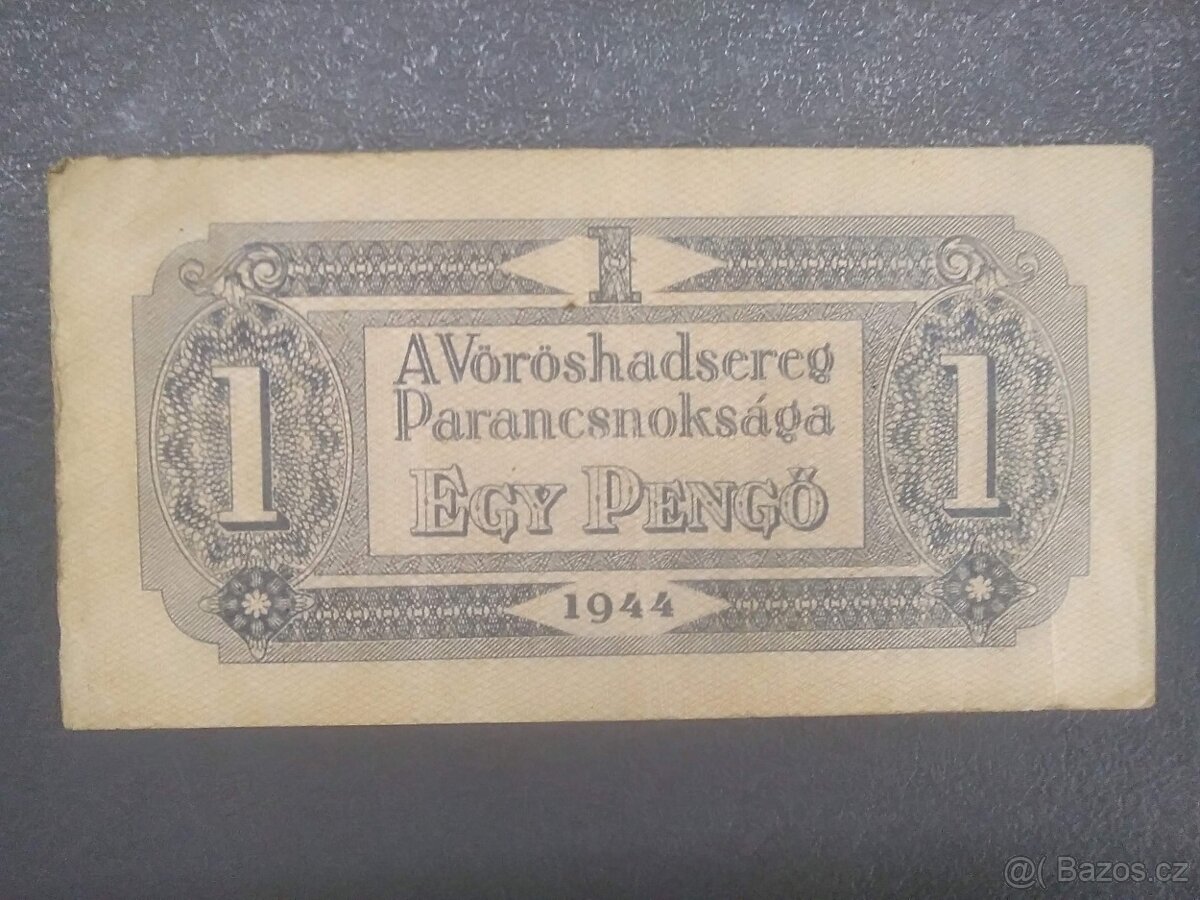 1
A Vöröshadsereg
Parancsnoksága
1 1
EGY PENGŐ
1944
@( Bazos.cz